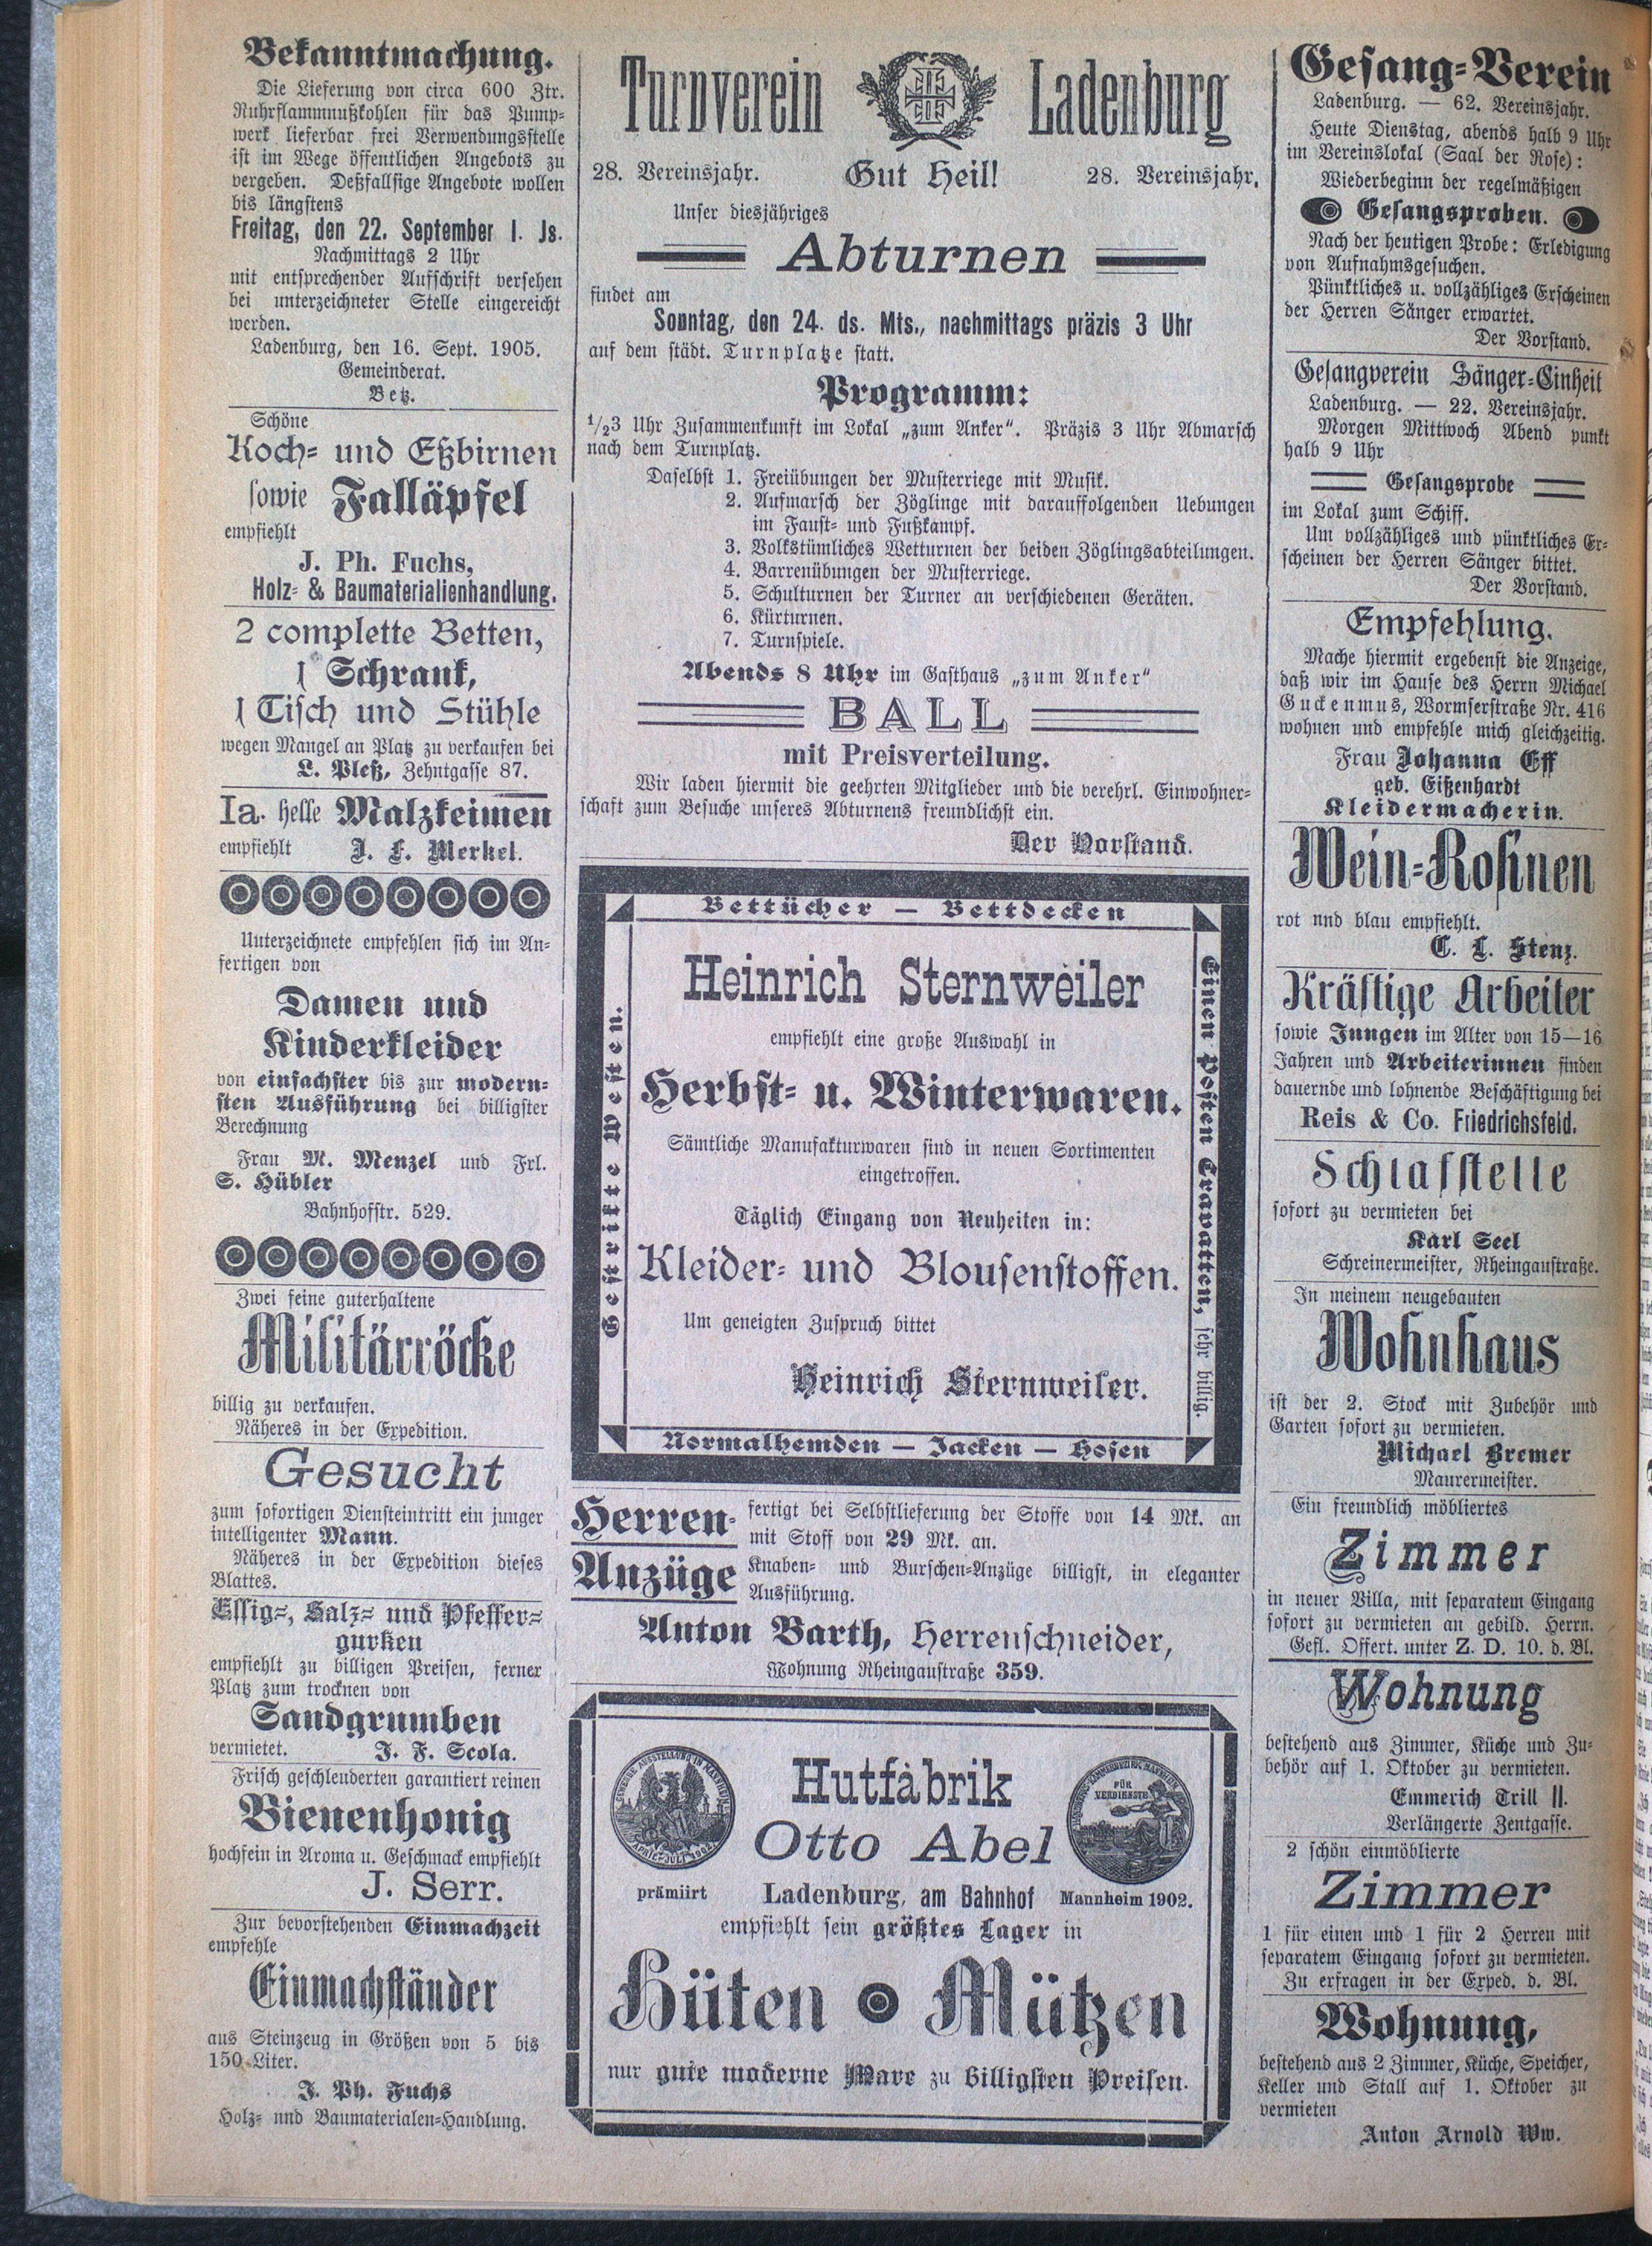 Bekanntmachung.
Die Lieferung von circa 600 Ztr.
Ruhrflammnußkohlen für das Pump-
werk lieferbar frei Verwendungsstelle
ist im Wege öffentlichen Angebots zu
vergeben. Deßfallsige Angebote wollen
bis längstens
Freitag, den 22. September l. Js.
Nachmittags 2 Uhr
mit entsprechender Aufschrift versehen
bei unterzeichneter Stelle eingereicht
werden.
Ladenburg, den 16. Sept. 1905.
Gemeinderat.
Betz.
Schöne
Koch- und Eßbirnen
sowie Falläpfel
empfiehlt
J. Ph. Fuchs,
Holz- & Baumaterialienhandlung.
2 complette Betten,
1 Schrank,
1 Tisch und Stühle
wegen Mangel an Platz zu verkaufen bei
L. Pleß, Zehntgasse 87.
Ia. helle Malzkeimen
empfiehlt J. F. Merkel.
Unterzeichnete empfehlen sich im An-
fertigen von
Damen und
Kinderkleider
von einfachster bis zur modern-
sten Ausführung bei billigster
Berechnung
Frau M. Menzel und Frl.
S. Hübler
Bahnhofstr. 529.
Zwei feine guterhaltene
Militärröcke
billig zu verkaufen.
Näheres in der Expedition.
Gesucht
zum sofortigen Diensteintritt ein junger
intelligenter Mann.
Näheres in der Expedition dieses
Blattes.
Essig-, Salz- und Pfeffer-
gurken
empfiehlt zu billigen Preisen, ferner
Platz zum trocknen von
Sandgrumben
vermietet. J. F. Scola.
Frisch geschleuderten garantiert reinen
Bienenhonig
hochfein in Aroma u. Geschmack empfiehlt
J. Serr.
Zur bevorstehenden Einmachzeit
empfehle
Einmachständer
aus Steinzeug in Größen von 5 bis
150 Liter.
J. Ph. Fuchs
Holz- und Baumaterialen-Handlung.
Turnverein Ladenburg
28. Vereinsjahr. Gut Heil! 28. Vereinsjahr.
Unser diesjähriges
Abturnen
findet am
Sonntag, den 24. ds. Mts., nachmittags präzis 3 Uhr
auf dem städt. Turnplatze statt.
Programm:
1/23 Uhr Zusammenkunft im Lokal „zum Anker“. Präzis 3 Uhr Abmarsch
nach dem Turnplatz.
Daselbst 1. Freiübungen der Musterriege mit Musik.
2. Aufmarsch der Zöglinge mit darauffolgenden Uebungen
im Faust- und Fußkampf.
3. Volkstümliches Wetturnen der beiden Zöglingsabteilungen.
4. Barrenübungen der Musterriege.
5. Schulturnen der Turner an verschiedenen Geräten.
6. Kürturnen.
7. Turnspiele.
Abends 8 Uhr im Gasthaus „zum Anker“
BALL
mit Preisverteilung.
Wir laden hiermit die geehrten Mitglieder und die verehrl. Einwohner-
schaft zum Besuche unseres Abturnens freundlichst ein.
Der Vorstand.
Bettücher — Bettdecken
Gestrikte Westen.
Heinrich Sternweiler
empfiehlt eine große Auswahl in
Herbst- u. Winterwaren.
Sämtliche Manufakturwaren sind in neuen Sortimenten
eingetroffen.
Täglich Eingang von Neuheiten in:
Kleider- und Blousenstoffen.
Um geneigten Zuspruch bittet
Heinrich Sternweiler.
Einen Posten Cravatten, sehr billig.
Normalhemden — Jacken — Hosen
Herren-
Anzüge
fertigt bei Selbstlieferung der Stoffe von 14 Mk. an
mit Stoff von 29 Mk. an.
Knaben- und Burschen-Anzüge billigst, in eleganter
Ausführung.
Anton Barth, Herrenschneider,
Wohnung Rheingaustraße 359.
FÜR
VERDIENSTE
Hutfabrik
Otto Abel
prämiirt Ladenburg, am Bahnhof Mannheim 1902.
empfiehlt sein größtes Lager in
Hüten Mützen
nur gute moderne Ware zu billigsten Preisen.
Gesang-Verein
Ladenburg. — 62. Vereinsjahr.
Heute Dienstag, abends halb 9 Uhr
im Vereinslokal (Saal der Rose):
Wiederbeginn der regelmäßigen
Gesangsproben.
Nach der heutigen Probe: Erledigung
von Aufnahmsgesuchen.
Pünktliches u. vollzähliges Erscheinen
der Herren Sänger erwartet.
Der Vorstand.
Gesangverein Sänger-Einheit
Ladenburg. — 22. Vereinsjahr.
Morgen Mittwoch Abend punkt
halb 9 Uhr
Gesangsprobe
im Lokal zum Schiff.
Um vollzähliges und pünktliches Er-
scheinen der Herren Sänger bittet.
Der Vorstand.
Empfehlung.
Mache hiermit ergebenst die Anzeige,
daß wir im Hause des Herrn Michael
Guckenmus, Wormserstraße Nr. 416
wohnen und empfehle mich gleichzeitig.
Frau Johanna Eff
geb. Eißenhardt
Kleidermacherin.
Wein-Rosinen
rot nnd blau empfiehlt.
C. L. Stenz.
Kräftige Arbeiter
sowie Jungen im Alter von 15—16
Jahren und Arbeiterinnen finden
dauernde und lohnende Beschäftigung bei
Reis & Co. Friedrichsfeld.
Schlafstelle
sofort zu vermieten bei
Karl Seel
Schreinermeister, Rheingaustraße.
In meinem neugebauten
Wohnhaus
ist der 2. Stock mit Zubehör und
Garten sofort zu vermieten.
Michael Bremer
Maurermeister.
Ein freundlich möbliertes
Zimmer
in neuer Villa, mit separatem Eingang
sofort zu vermieten an gebild. Herrn.
Gefl. Offert. unter Z. D. 10. d. Bl.
Wohnung
bestehend aus Zimmer, Küche und Zu-
behör auf 1. Oktober zu vermieten.
Emmerich Trill II.
Verlängerte Zentgasse.
2 schön einmöblierte
Zimmer
1 für einen und 1 für 2 Herren mit
separatem Eingang sofort zu vermieten.
Zu erfragen in der Exped. d. Bl.
Wohnung,
bestehend aus 2 Zimmer, Küche, Speicher,
Keller und Stall auf 1. Oktober zu
vermieten
Anton Arnold Ww.